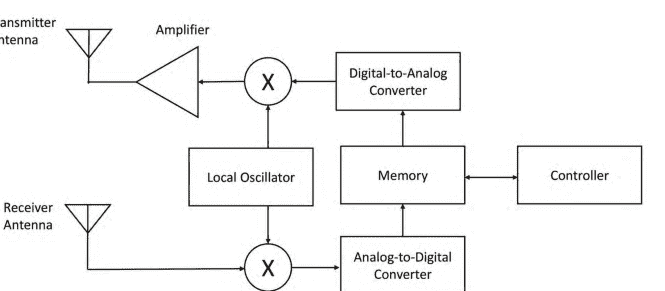 ansmitter
ntenna
Amplifier
X
Digital-to-Analog
Converter
Local Oscillator
Memory
Controller
Receiver
Antenna
X
Analog-to-Digital
Converter